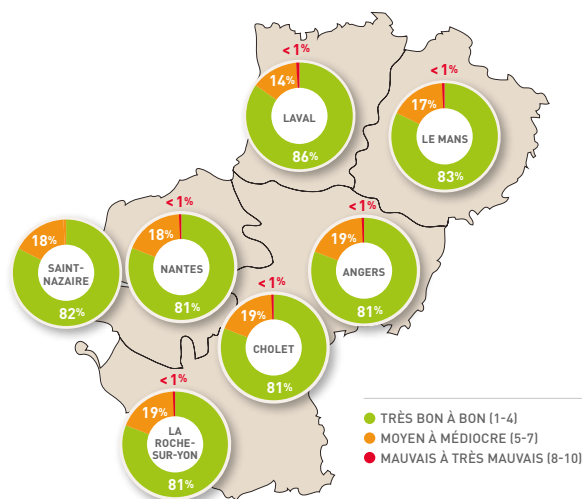 < 1%
14%
LAVAL
86%
< 1%
17%
LE MANS
83%
18%
SAINT-
NAZAIRE
82%
< 1%
18%
NANTES
81%
< 1%
19%
ANGERS
81%
< 1%
19%
CHOLET
81%
< 1%
19%
LA
ROCHE-
SUR-YON
81%
TRÈS BON À BON (1-4)
MOYEN À MÉDIOCRE (5-7)
MAUVAIS À TRÈS MAUVAIS (8-10)